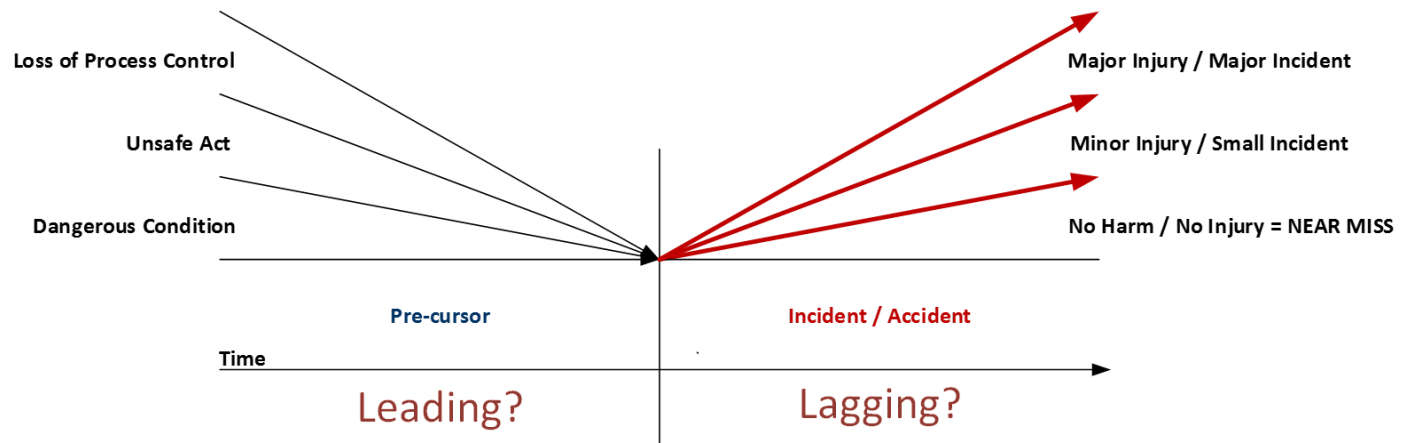 Loss of Process Control
Major Injury / Major Incident
Unsafe Act
Minor Injury / Small Incident
Dangerous Condition
No Harm / No Injury = NEAR MISS
Pre-cursor
Incident / Accident
Time
Leading?
Lagging?